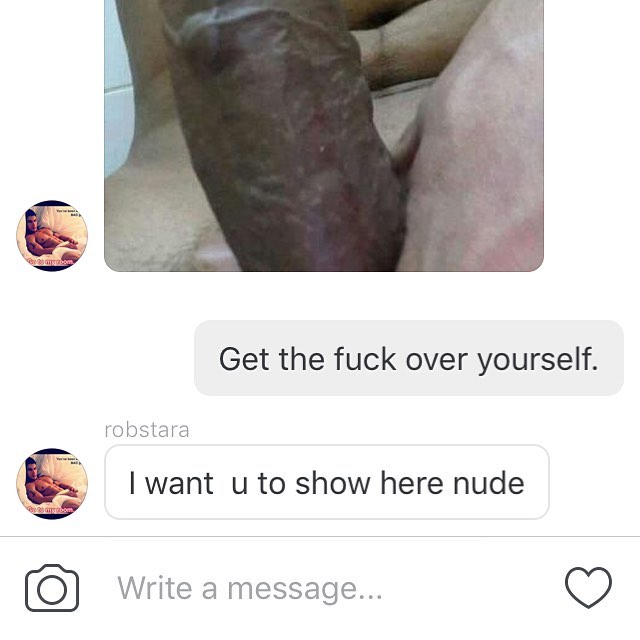 Get the fuck over yourself.
robstara
I want  u to show here nude
Write a message...